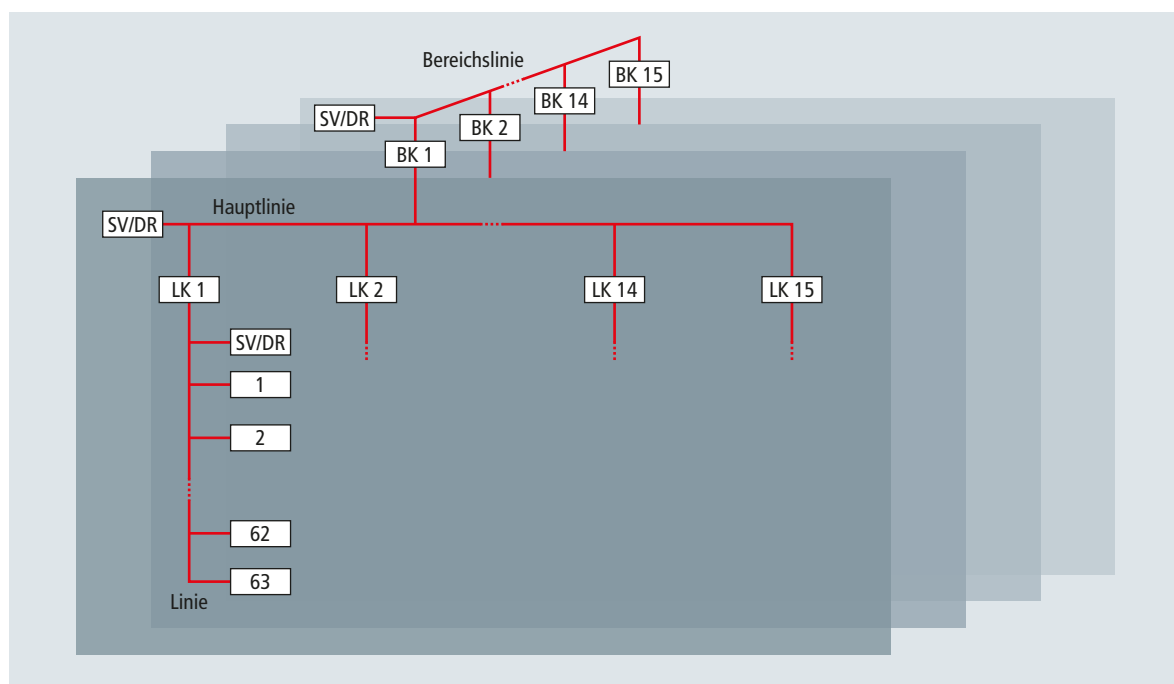 Bereichslinie
BK 15
BK 14
SV/DR
BK 2
BK 1
Hauptlinie
SV/DR
LK 1
LK 2
LK 14
LK 15
SV/DR
1
2
62
63
Linie